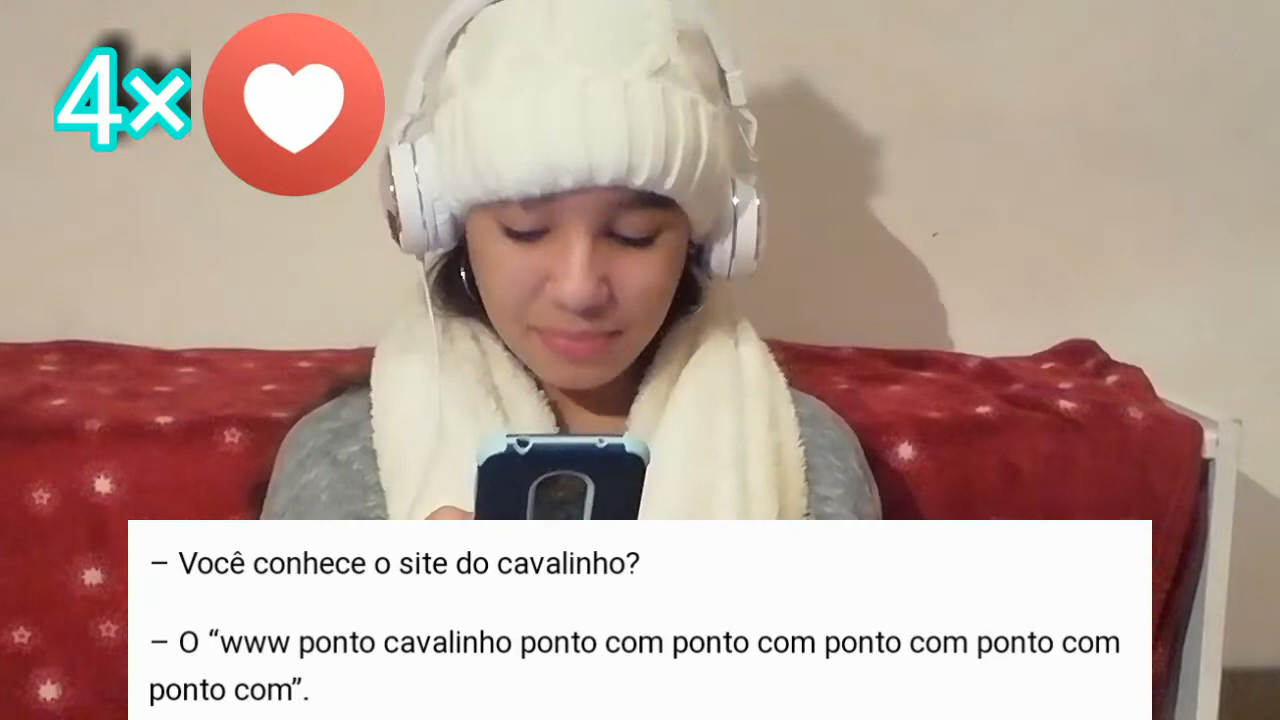 4×
– Você conhece o site do cavalinho?
– O “www ponto cavalinho ponto com ponto com ponto com ponto com
ponto com”.